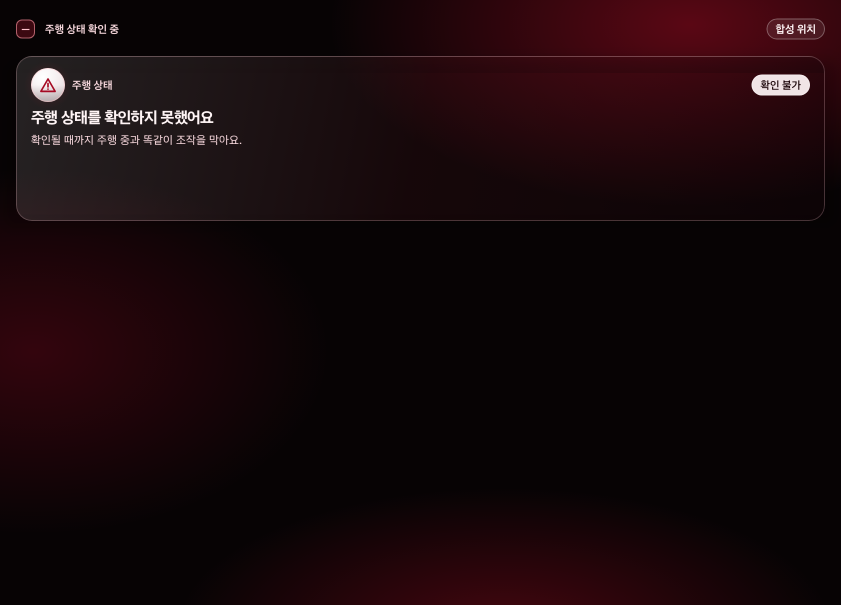 주행 상태 확인 중
합성 위치
주행 상태
확인 불가
주행 상태를 확인하지 못했어요
확인될 때까지 주행 중과 똑같이 조작을 막아요.